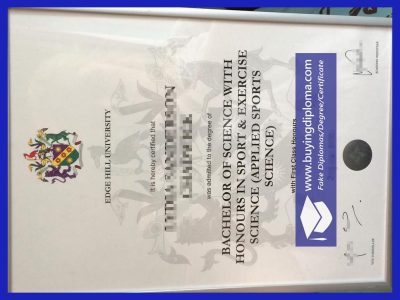 EDGE HILL UNIVERSITY
It is hereby certified that
was admitted to the degree of
BACHELOR OF SCIENCE WITH
HONOURS IN SPORT & EXERCISE
SCIENCE (APPLIED SPORTS
SCIENCE)
with First Class Honours
www.buyingdiploma.com
Fake Diplomas/Degree/Certificate